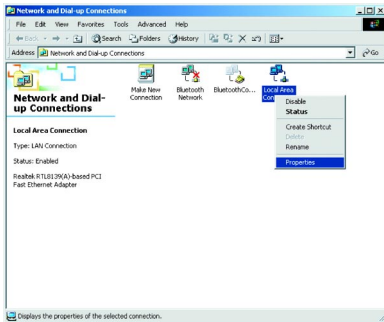 Network and Dial-up Connections
File Edit View Favorites Tools Advanced Help
Back Search Folders History
Address Network and Dial-up Connections Go
Network and Dial-
up Connections
Local Area Connection
Type: LAN Connection
Status: Enabled
Realtek RTL8139(A)-based PCI
Fast Ethernet Adapter
Make New
Connection
Bluetooth
Network
BluetoothCo...
Local Area
Disable
Status
Create Shortcut
Delete
Rename
Properties
Displays the properties of the selected connection.